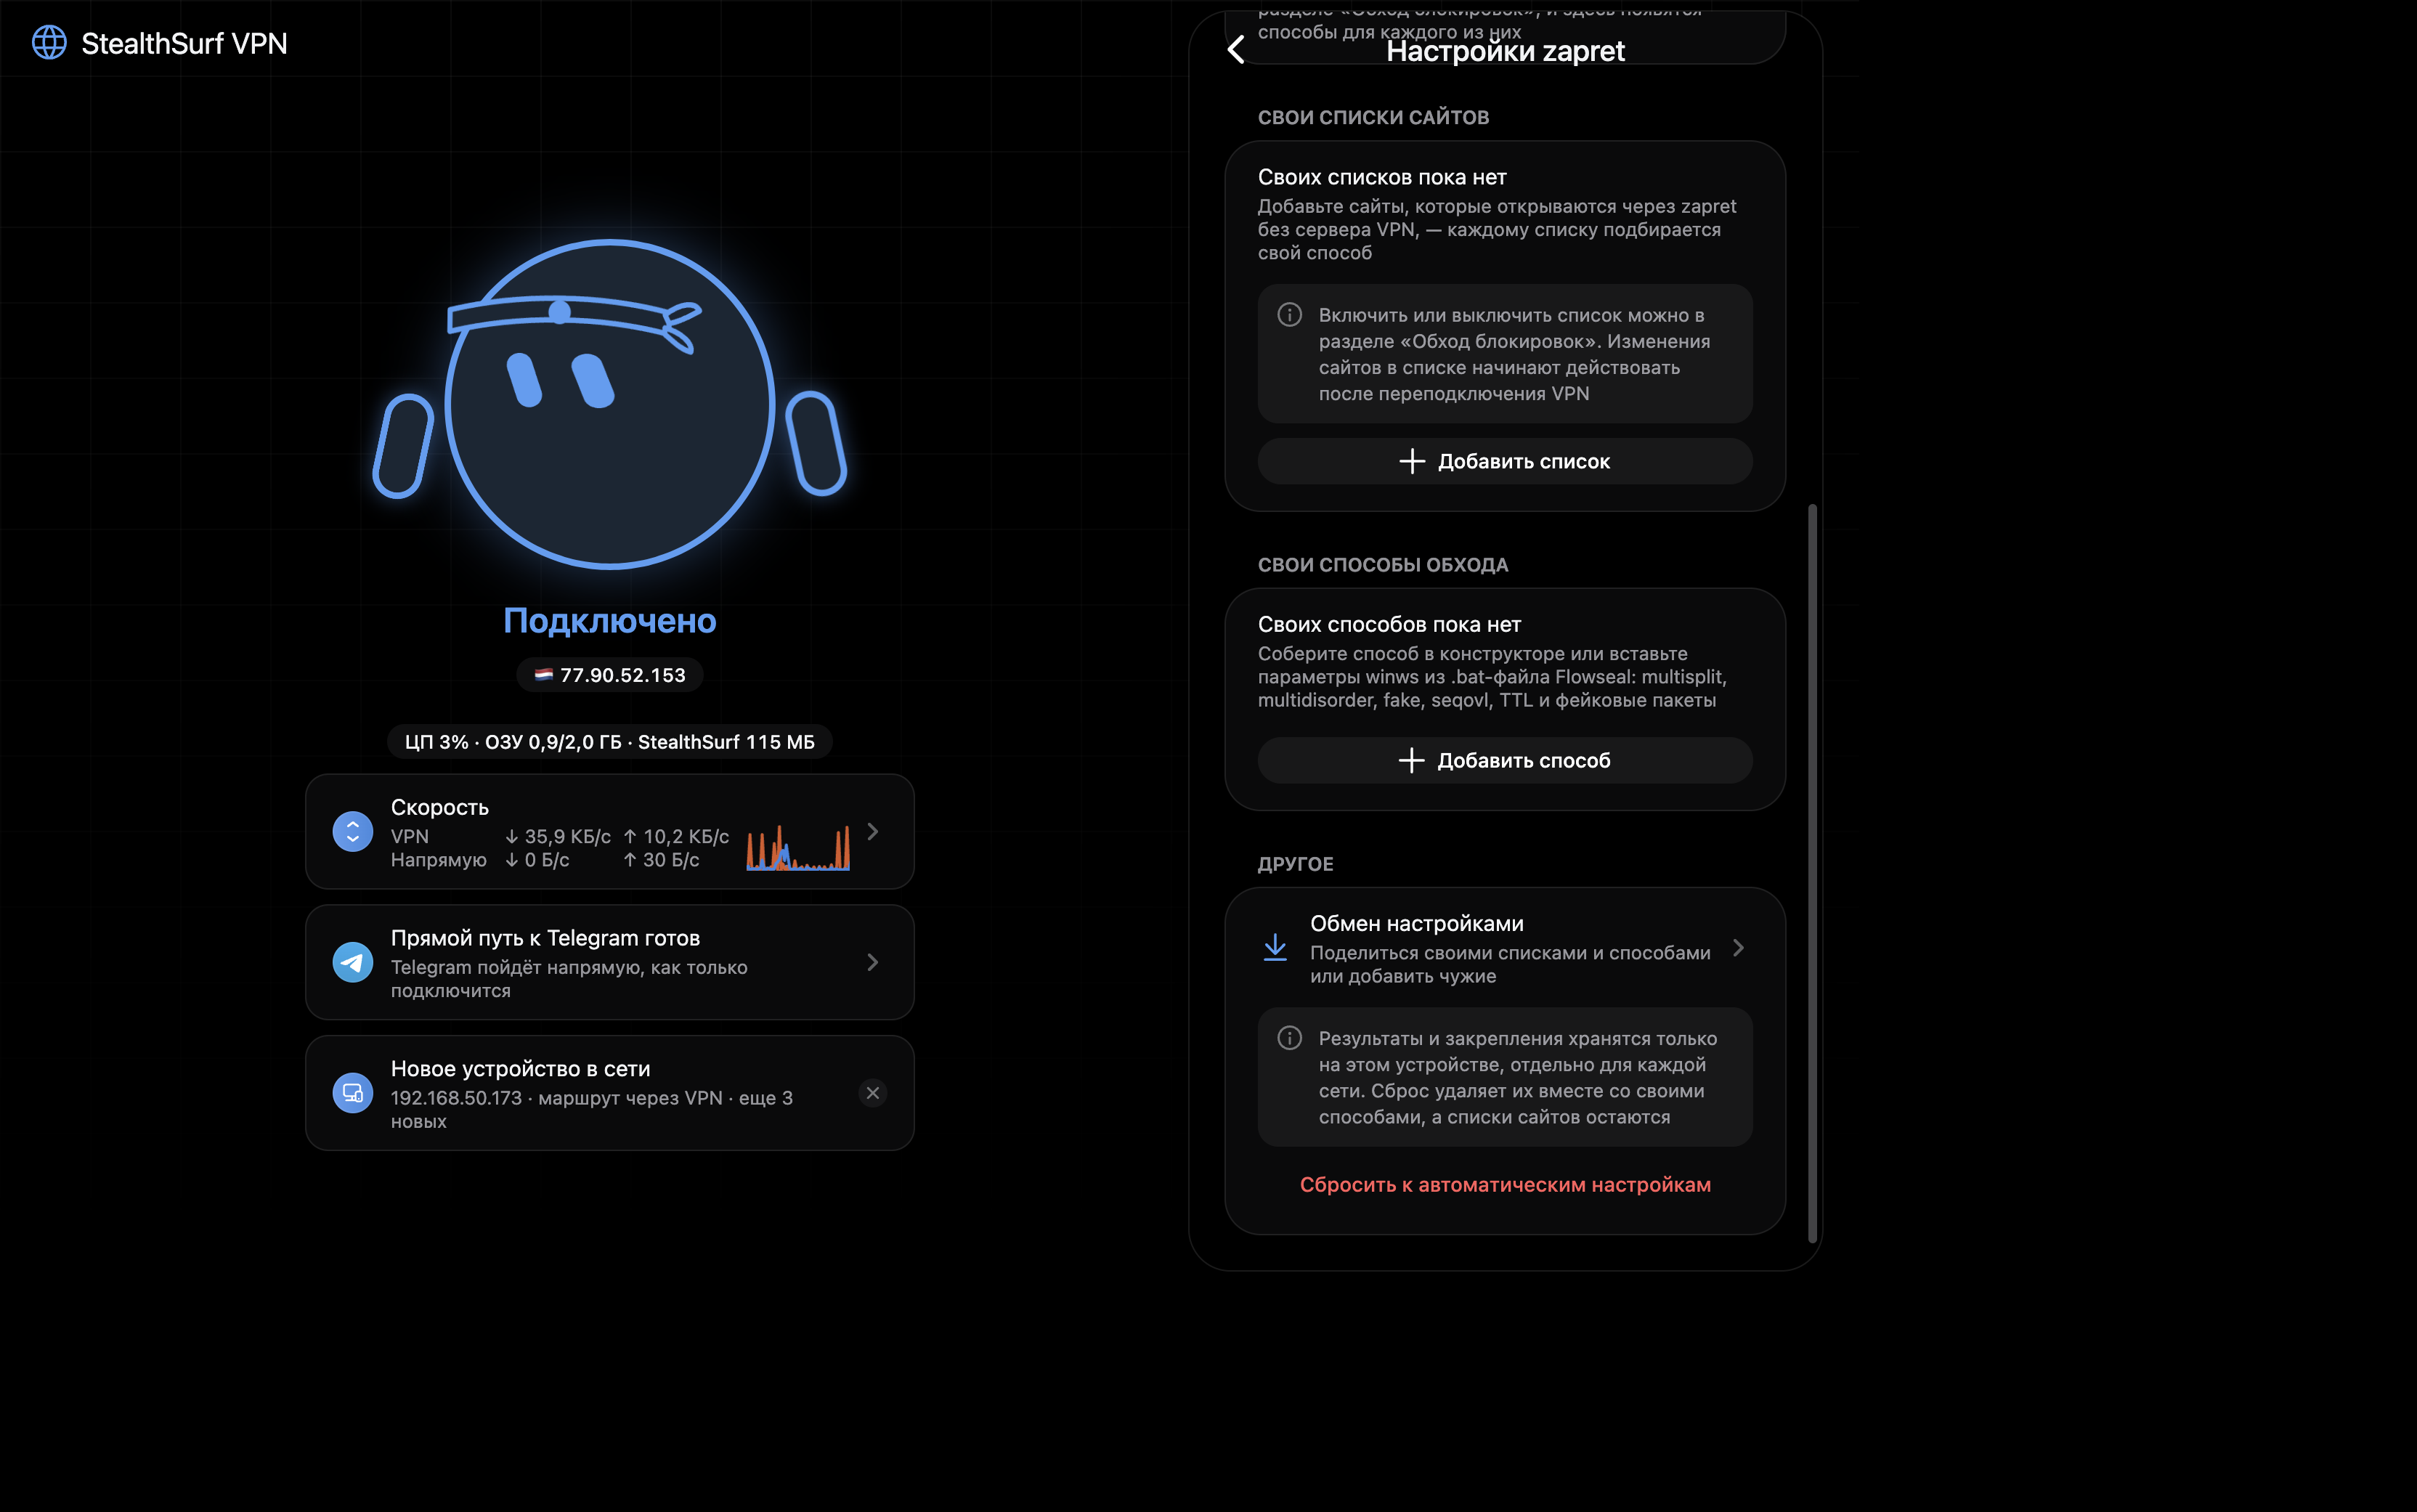 StealthSurf VPN
Подключено
77.90.52.153
ЦП 3% · ОЗУ 0,9/2,0 ГБ · StealthSurf 115 МБ
Скорость
VPN ↓ 35,9 КБ/с ↑ 10,2 КБ/с
Напрямую ↓ 0 Б/с ↑ 30 Б/с
Прямой путь к Telegram готов
Telegram пойдёт напрямую, как только
подключится
Новое устройство в сети
192.168.50.173 · маршрут через VPN · еще 3
новых
разделе «Обход блокировок», и здесь появятся
способы для каждого из них
Настройки zapret
СВОИ СПИСКИ САЙТОВ
Своих списков пока нет
Добавьте сайты, которые открываются через zapret
без сервера VPN, — каждому списку подбирается
свой способ
Включить или выключить список можно в
разделе «Обход блокировок». Изменения
сайтов в списке начинают действовать
после переподключения VPN
Добавить список
СВОИ СПОСОБЫ ОБХОДА
Своих способов пока нет
Соберите способ в конструкторе или вставьте
параметры winws из .bat-файла Flowseal: multisplit,
multidisorder, fake, seqovl, TTL и фейковые пакеты
Добавить способ
ДРУГОЕ
Обмен настройками
Поделиться своими списками и способами
или добавить чужие
Результаты и закрепления хранятся только
на этом устройстве, отдельно для каждой
сети. Сброс удаляет их вместе со своими
способами, а списки сайтов остаются
Сбросить к автоматическим настройкам